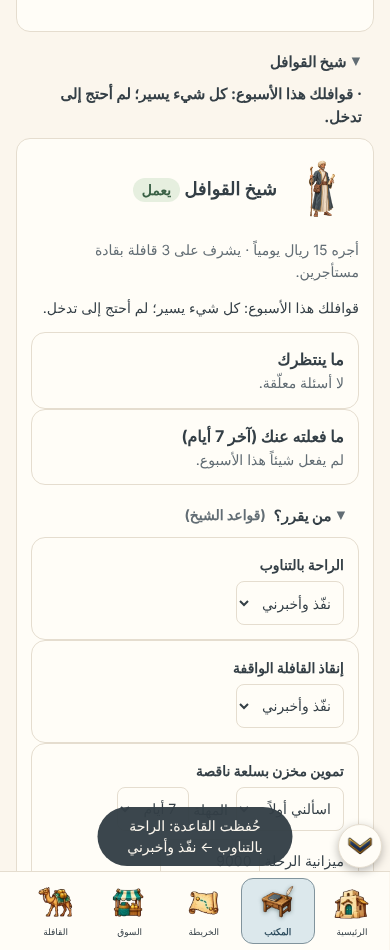 ▼ شيخ القوافل
· قوافلك هذا الأسبوع: كل شيء يسير؛ لم أحتج إلى
تدخل.
شيخ القوافل يعمل
أجره 15 ريال يومياً · يشرف على 3 قافلة بقادة
مستأجرين.
قوافلك هذا الأسبوع: كل شيء يسير؛ لم أحتج إلى تدخل.
ما ينتظرك
لا أسئلة معلّقة.
ما فعلته عنك (آخر 7 أيام)
لم يفعل شيئاً هذا الأسبوع.
▼ من يقرر؟ (قواعد الشيخ)
الراحة بالتناوب
نفّذ وأخبرني
إنقاذ القافلة الواقفة
نفّذ وأخبرني
تموين مخزن بسلعة ناقصة
اسألني أولاً
7 أيام
حُفظت القاعدة: الراحة
بالتناوب ← نفّذ وأخبرني
ميزانية
الرئيسية
المكتب
الخريطة
السوق
القافلة